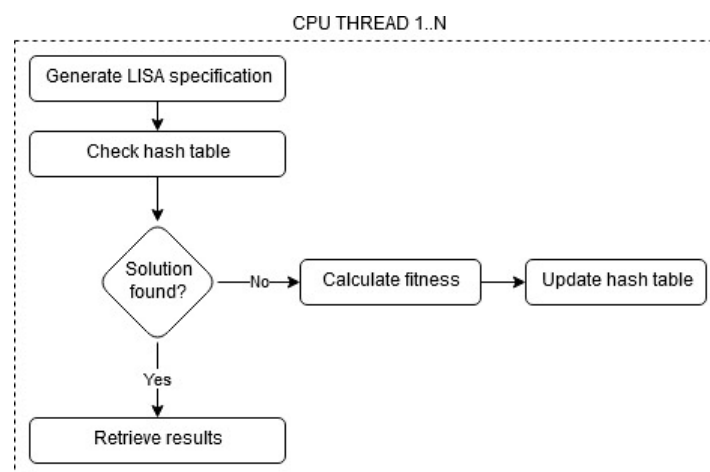 CPU THREAD 1..N
Generate LISA specification
Check hash table
Solution
found?
No
Calculate fitness
Update hash table
Yes
Retrieve results